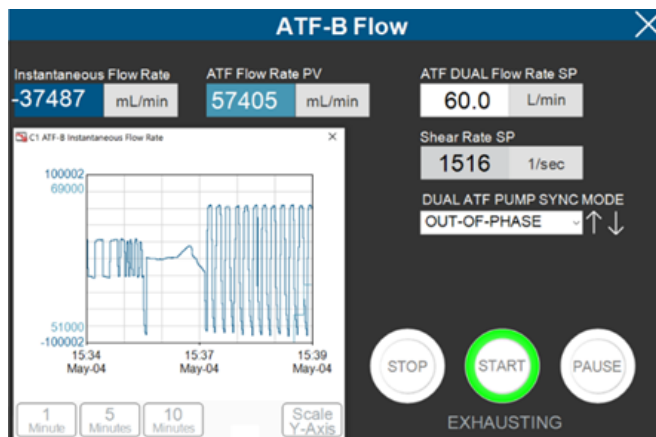 ATF-B Flow
Instantaneous Flow Rate
-37487 mL/min
ATF Flow Rate PV
57405 mL/min
ATF DUAL Flow Rate SP
60.0 L/min
Shear Rate SP
1516 1/sec
DUAL ATF PUMP SYNC MODE
OUT-OF-PHASE
C1 ATF-B Instantaneous Flow Rate
100002
69000
51000
-100002
15:34 15:37 15:39
May-04 May-04 May-04
1 Minute
5 Minutes
10 Minutes
Scale Y-Axis
STOP
START
PAUSE
EXHAUSTING